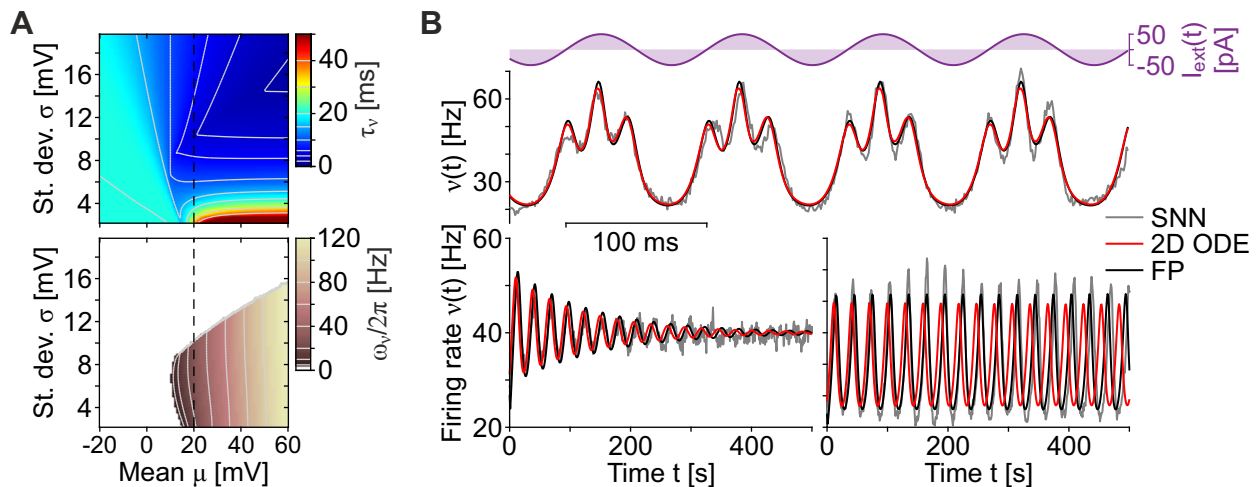 A
St. dev. σ [mV]
16
12
8
4
40
20
0
τν [ms]
St. dev. σ [mV]
16
12
8
4
-20 0 20 40 60
Mean μ [mV]
120
80
40
0
ων/2π [Hz]
B
50
-50
Iext(t)
[pA]
ν(t) [Hz]
60
30
100 ms
SNN
2D ODE
FP
Firing rate ν(t) [Hz]
60
40
20
0 200 400
Time t [s]
0 200 400
Time t [s]